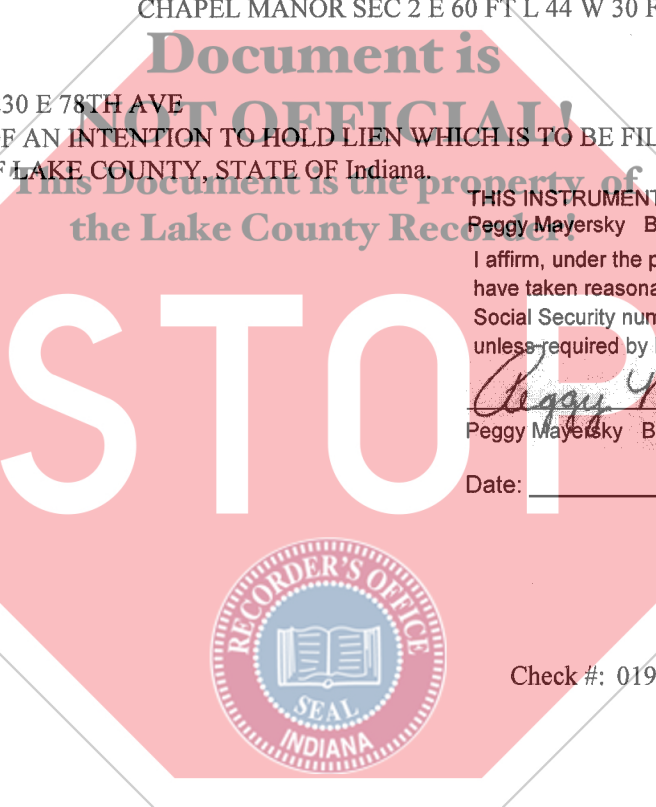 CHAPEL MANOR SEC 2 E 60 FT L 44 W 30 F
Document is
30 E 78TH AVE
NOT OFFICIAL!
F AN INTENTION TO HOLD LIEN WHICH IS TO BE FIL
F LAKE COUNTY, STATE OF Indiana.
This Document is the property of
the Lake County Recorder!
THIS INSTRUMENT
Peggy Mayersky B
I affirm, under the p
have taken reasona
Social Security num
unless required by
Peggy
Peggy Mayersky B
Date:
STOP
RECORDER'S OFFICE
SEAL
INDIANA
Check #: 019